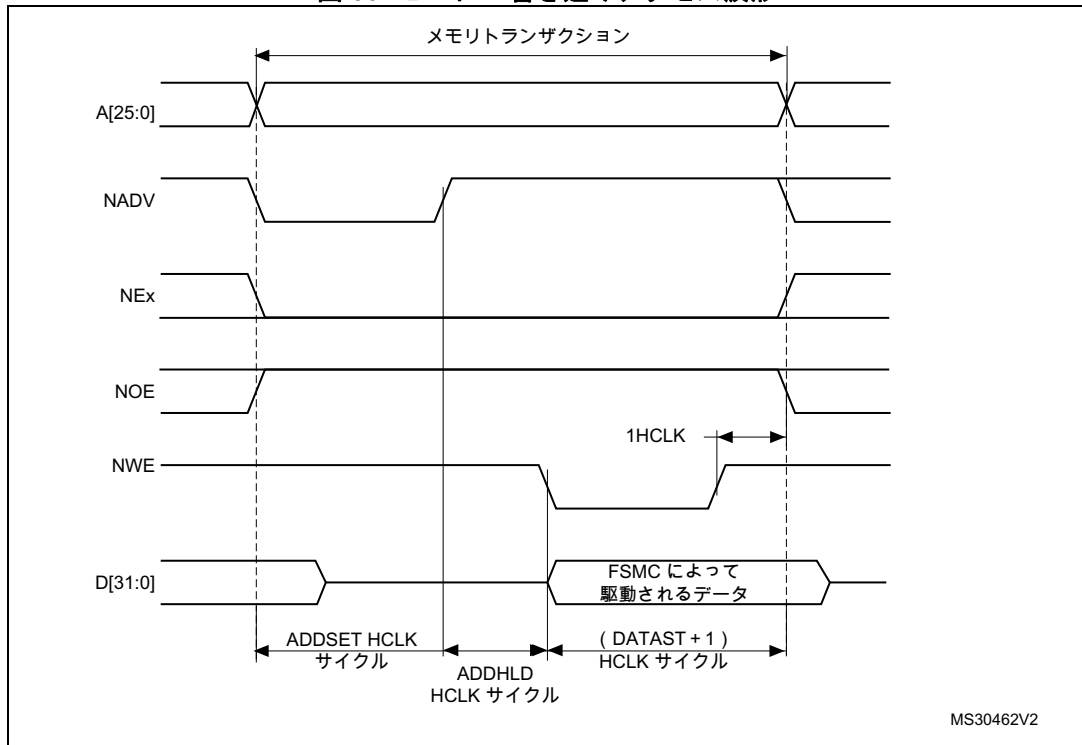 メモリトランザクション
A[25:0]
NADV
NEx
NOE
1HCLK
NWE
D[31:0]
FSMC によって
駆動されるデータ
ADDSET HCLK
サイクル
ADDHLD
HCLK サイクル
( DATAST + 1 )
HCLK サイクル
MS30462V2